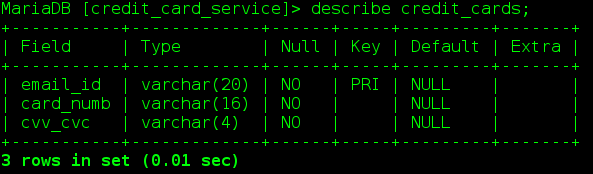 MariaDB [credit_card_service]> describe credit_cards;
+-----------+-------------+------+-----+---------+-------+
| Field     | Type        | Null | Key | Default | Extra |
+-----------+-------------+------+-----+---------+-------+
| email_id  | varchar(20) | NO   | PRI | NULL    |       |
| card_numb | varchar(16) | NO   |     | NULL    |       |
| cvv_cvc   | varchar(4)  | NO   |     | NULL    |       |
+-----------+-------------+------+-----+---------+-------+
3 rows in set (0.01 sec)